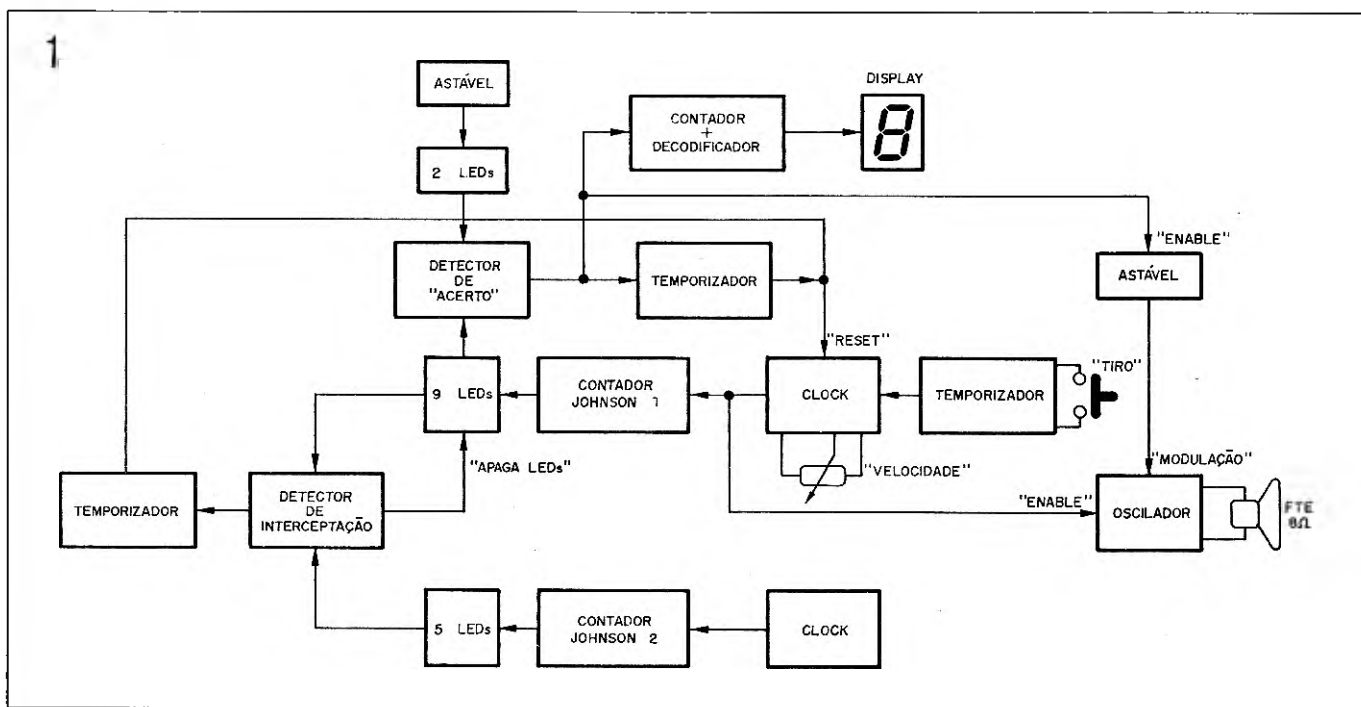 1
ASTÁVEL
DISPLAY
CONTADOR
+
DECODIFICADOR
8
2 LEDs
"ENABLE"
DETECTOR
DE
"ACERTO"
TEMPORIZADOR
ASTÁVEL
"RESET"
9 LEDs
CONTADOR
JOHNSON 1
CLOCK
TEMPORIZADOR
"TIRO"
"APAGA LEDs"
"VELOCIDADE"
"MODULAÇÃO"
TEMPORIZADOR
DETECTOR
DE
INTERCEPTAÇÃO
"ENABLE"
OSCILADOR
FTE
8Ω
5 LEDs
CONTADOR
JOHNSON 2
CLOCK